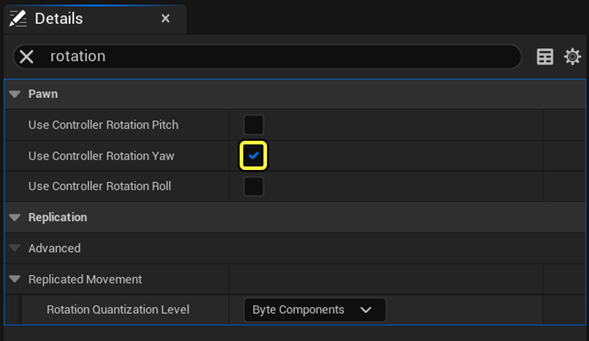 Details
rotation
Pawn
Use Controller Rotation Pitch
Use Controller Rotation Yaw
Use Controller Rotation Roll
Replication
Advanced
Replicated Movement
Rotation Quantization Level Byte Components